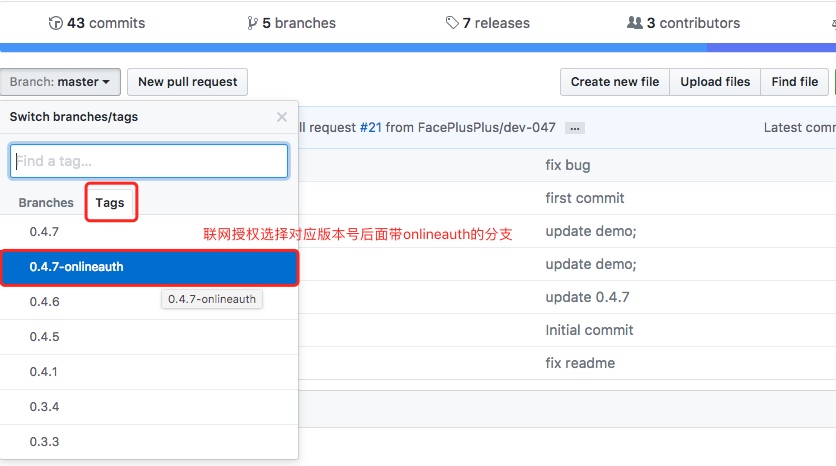 43 commits 5 branches 7 releases 3 contributors
Branch: master New pull request Create new file Upload files Find file
Switch branches/tags
ll request #21 from FacePlusPlus/dev-047 ... Latest comm
Find a tag...
fix bug
Branches Tags
first commit
0.4.7
联网授权选择对应版本号后面带onlineauth的分支
update demo;
0.4.7-onlineauth
update demo;
0.4.6
0.4.7-onlineauth
update 0.4.7
0.4.5
Initial commit
0.4.1
fix readme
0.3.4
0.3.3